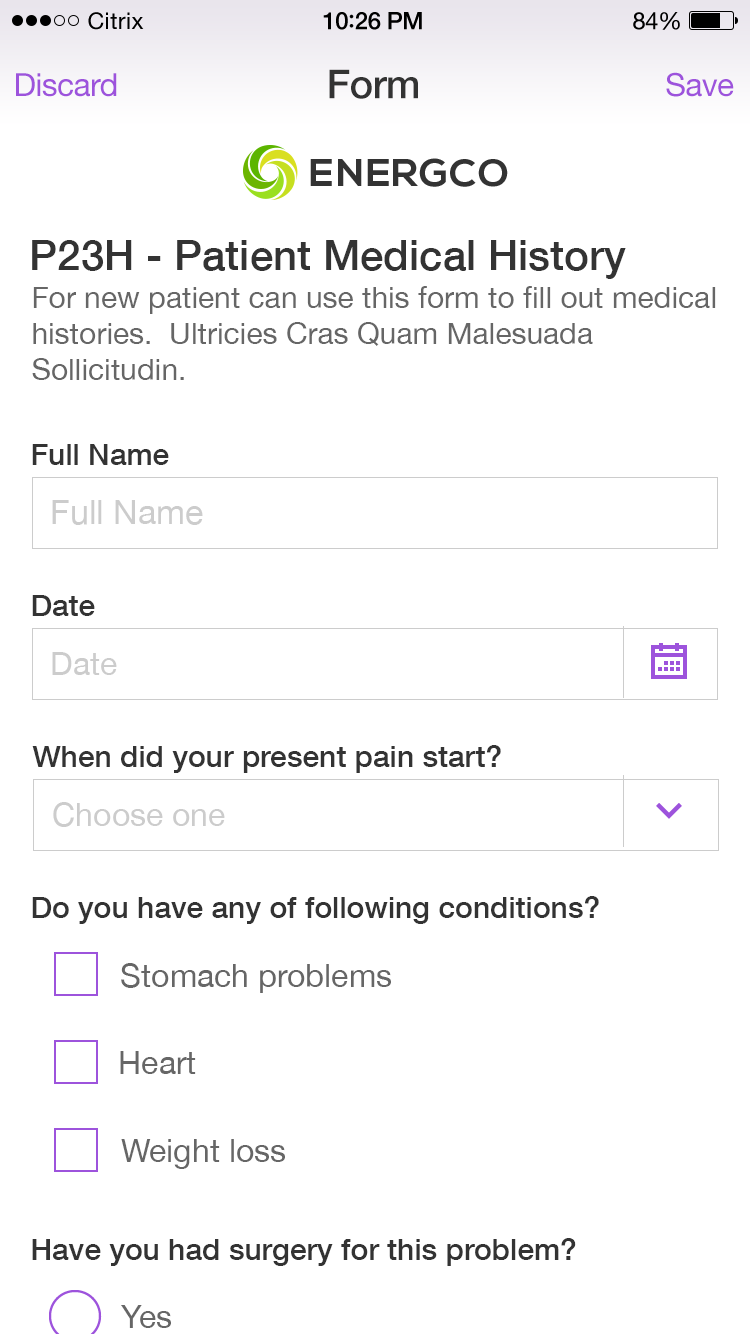 Citrix 10:26 PM 84%
Discard Form Save
ENERGCO
P23H - Patient Medical History
For new patient can use this form to fill out medical
histories.  Ultricies Cras Quam Malesuada
Sollicitudin.
Full Name
Full Name
Date
Date
When did your present pain start?
Choose one
Do you have any of following conditions?
Stomach problems
Heart
Weight loss
Have you had surgery for this problem?
Yes